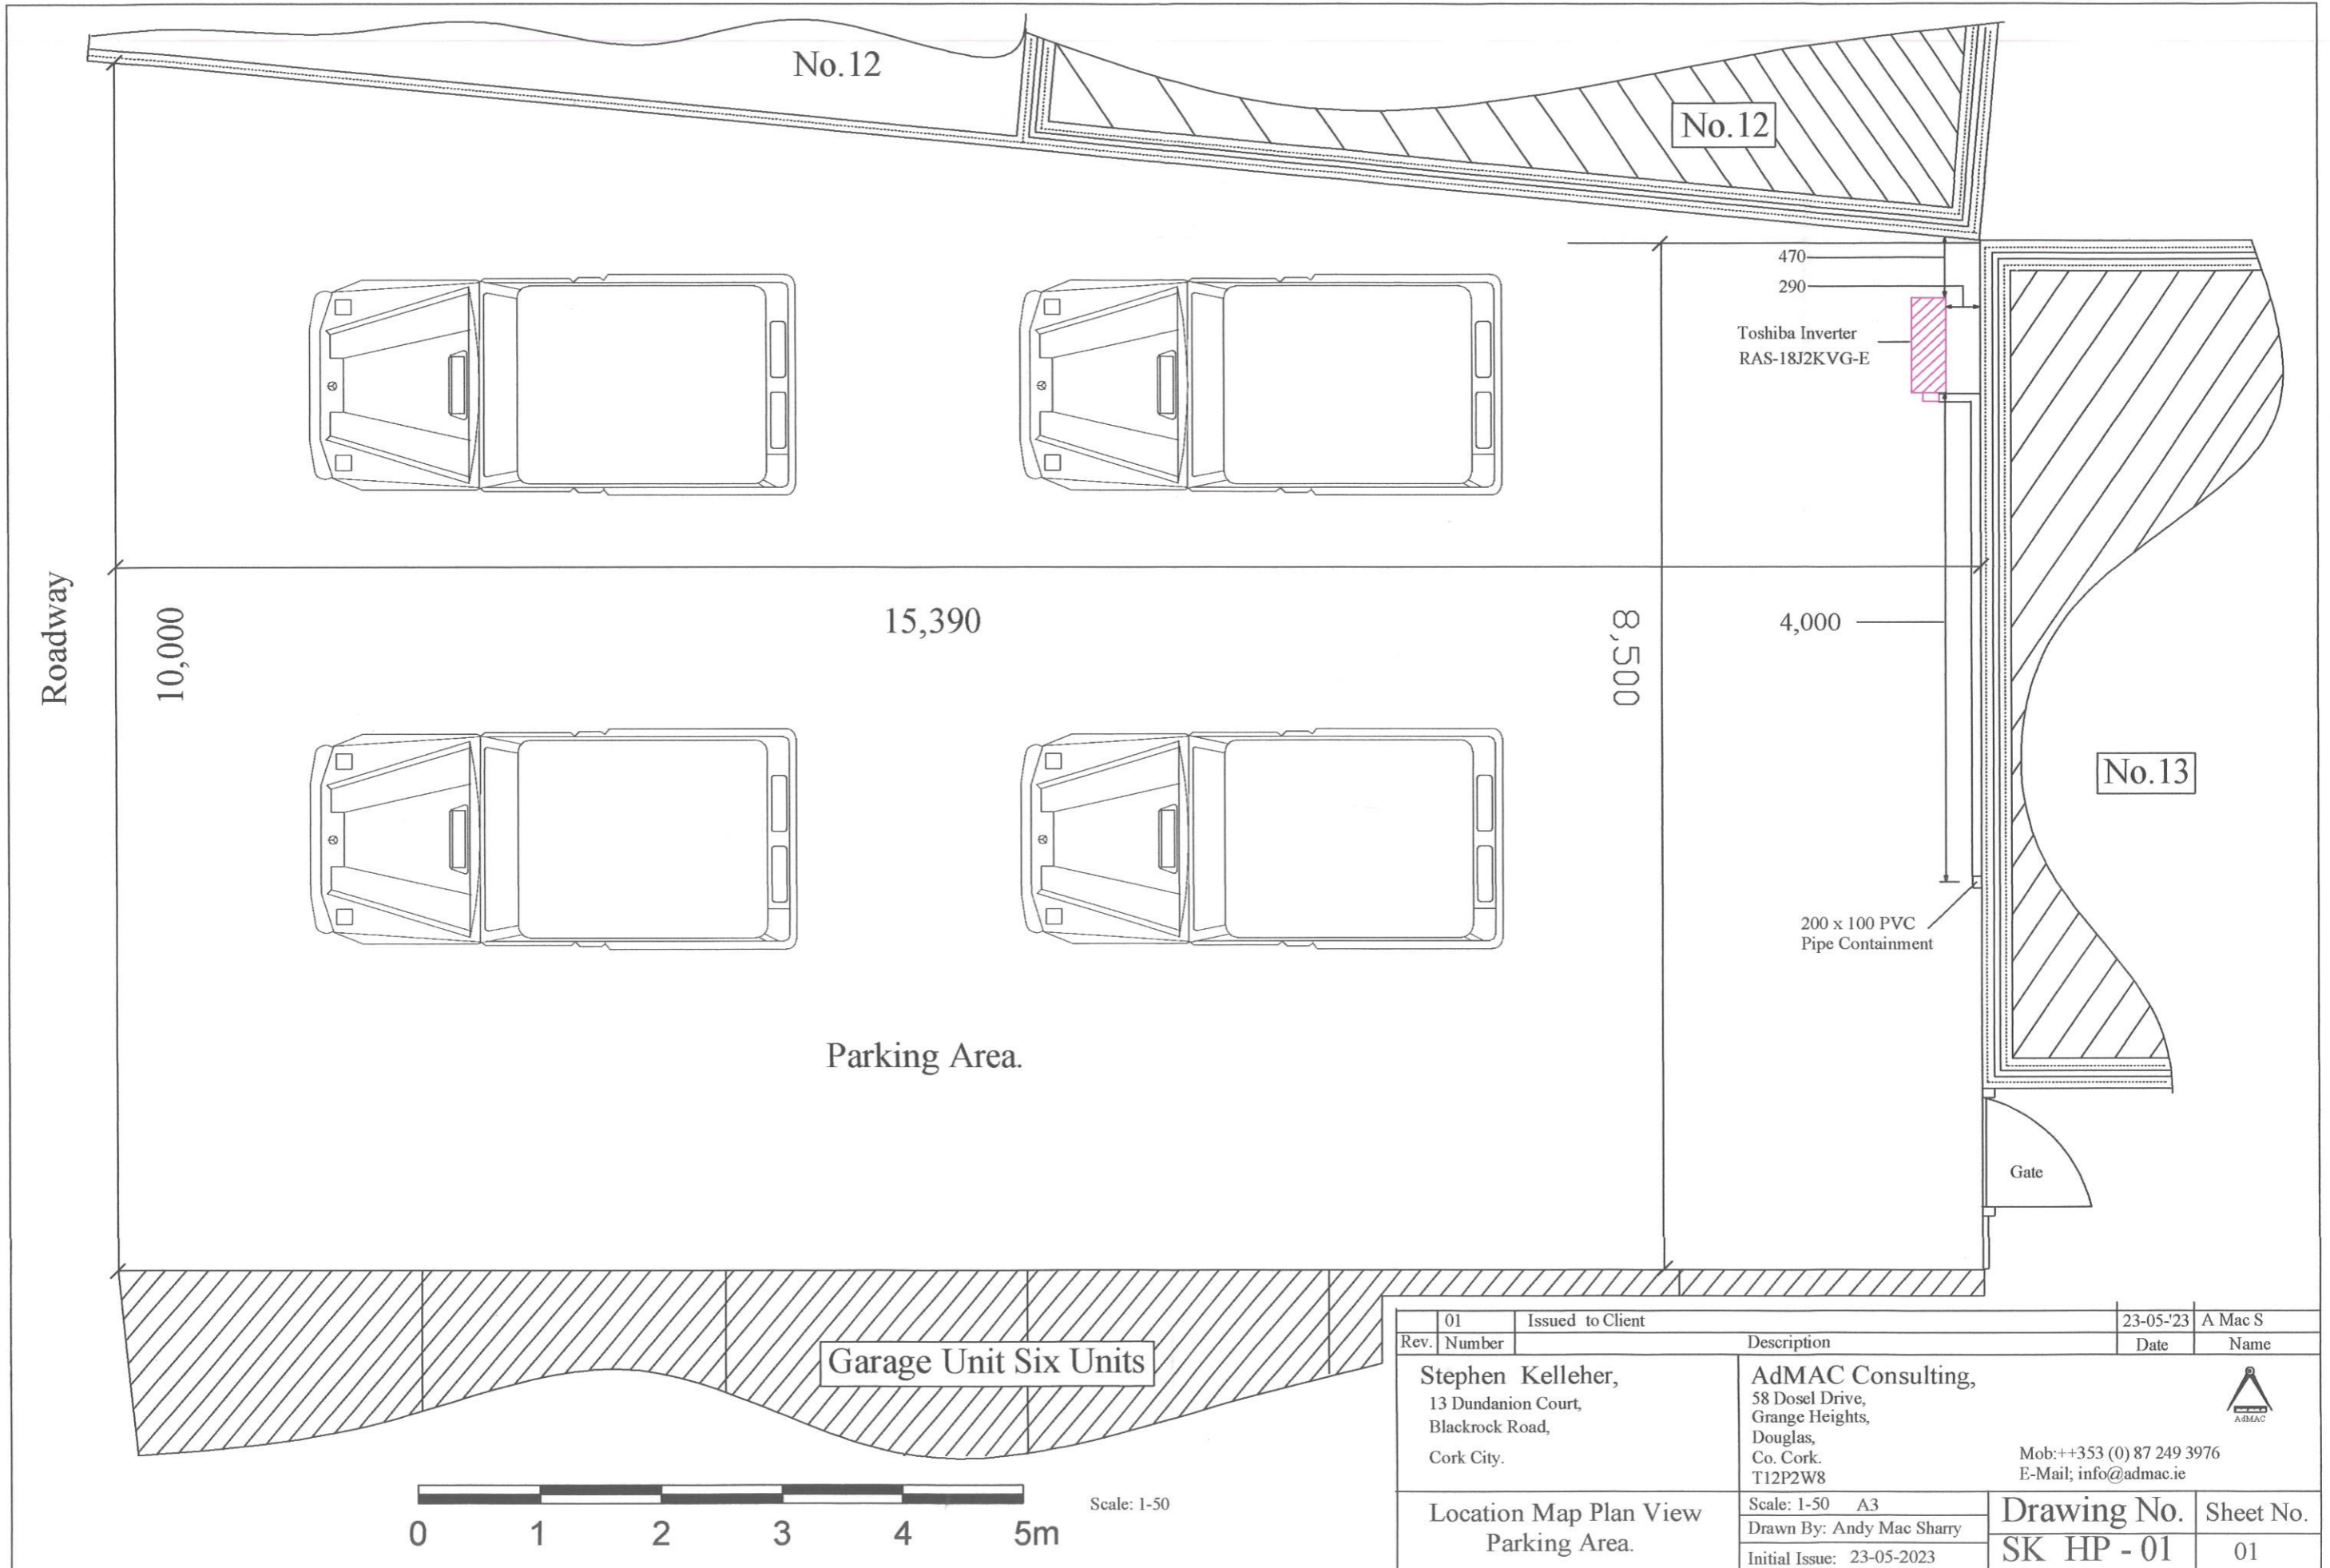 No.12
No.12
470
290
Toshiba Inverter
RAS-18J2KVG-E
Roadway
10,000
15,390
8,500
4,000
No.13
200 x 100 PVC
Pipe Containment
Parking Area.
Gate
Garage Unit Six Units
0 1 2 3 4 5m
Scale: 1-50
01 Issued to Client 23-05-'23 A Mac S
Rev. Number Description Date Name
Stephen Kelleher,
13 Dundanion Court,
Blackrock Road,
Cork City.
AdMAC Consulting,
58 Dosel Drive,
Grange Heights,
Douglas,
Co. Cork.
T12P2W8
AdMAC
Mob:++353 (0) 87 249 3976
E-Mail; info@admac.ie
Location Map Plan View
Parking Area.
Scale: 1-50 A3
Drawn By: Andy Mac Sharry
Initial Issue: 23-05-2023
Drawing No.
SK HP - 01
Sheet No.
01